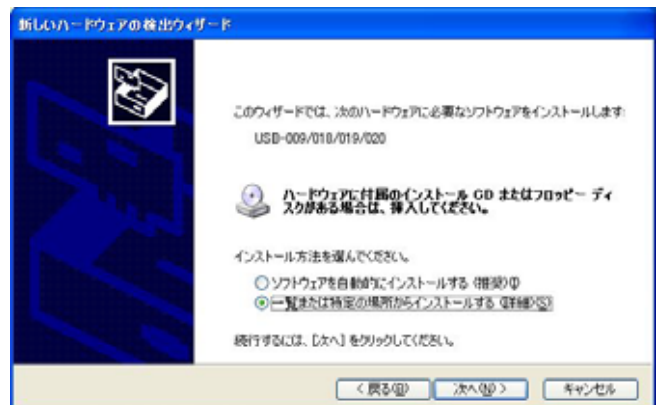 新しいハードウェアの検出ウィザード
このウィザードでは、次のハードウェアに必要なソフトウェアをインストールします:
USB-009/018/019/020
ハードウェアに付属のインストール CD またはフロッピー ディ
スクがある場合は、挿入してください。
インストール方法を選んでください。
ソフトウェアを自動的にインストールする (推奨)(I)
一覧または特定の場所からインストールする (詳細)(S)
続行するには、[次へ] をクリックしてください。
< 戻る(B) 次へ(N) > キャンセル